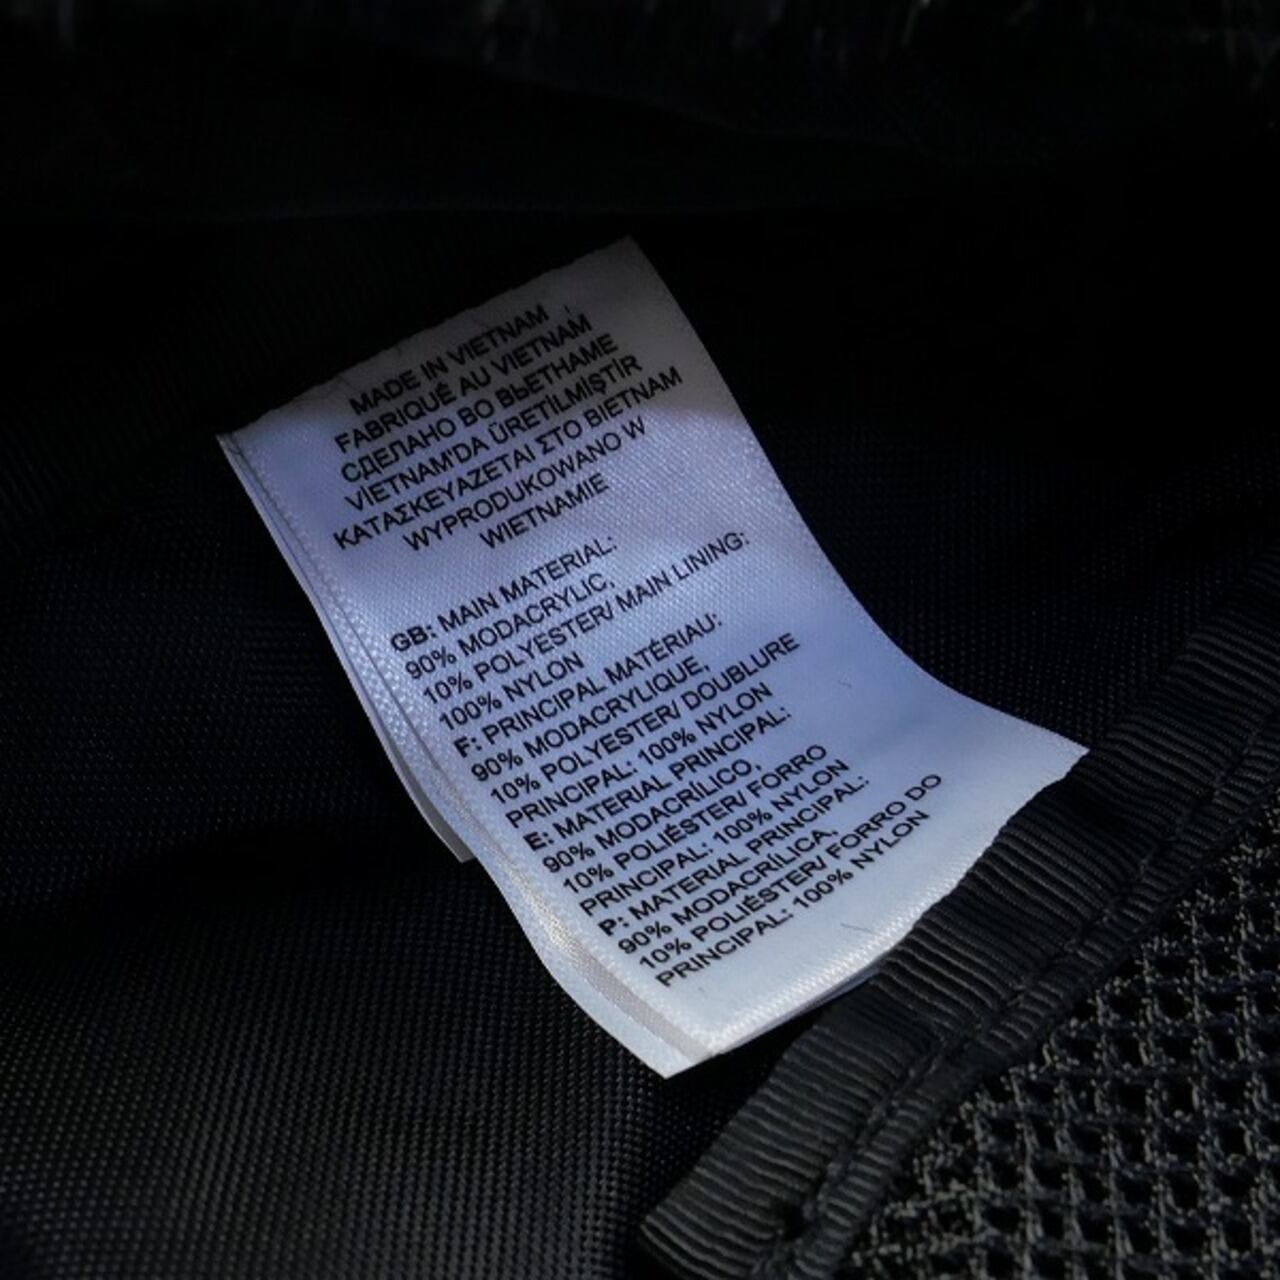 MADE IN VIETNAM
FABRIQUÉ AU VIETNAM
СДЕЛАНО ВО ВЬЕТНАМЕ
VİETNAM'DA ÜRETİLMİŞTİR
ΚΑΤΑΣΚΕΥΑΖΕΤΑΙ ΣΤΟ ΒΙΕΤΝΑΜ
WYPRODUKOWANO W
WIETNAMIE
GB: MAIN MATERIAL:
90% MODACRYLIC,
10% POLYESTER/ MAIN LINING:
100% NYLON
F: PRINCIPAL MATÉRIAU:
90% MODACRYLIQUE,
10% POLYESTER/ DOUBLURE
PRINCIPAL: 100% NYLON
E: MATERIAL PRINCIPAL:
90% MODACRÍLICO,
10% POLIÉSTER/ FORRO
PRINCIPAL: 100% NYLON
P: MATERIAL PRINCIPAL:
90% MODACRÍLICA,
10% POLIÉSTER/ FORRO DO
PRINCIPAL: 100% NYLON